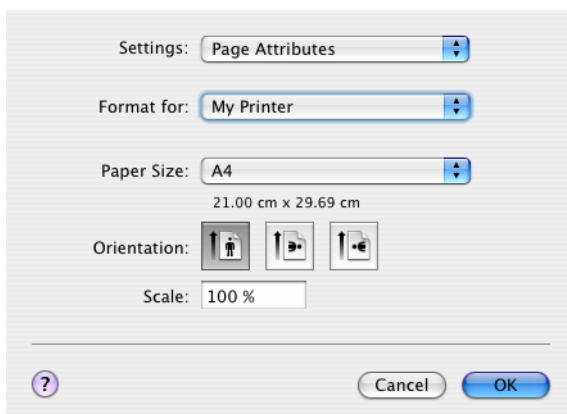 Settings: Page Attributes
Format for: My Printer
Paper Size: A4
21.00 cm x 29.69 cm
Orientation:
Scale: 100 %
? Cancel OK